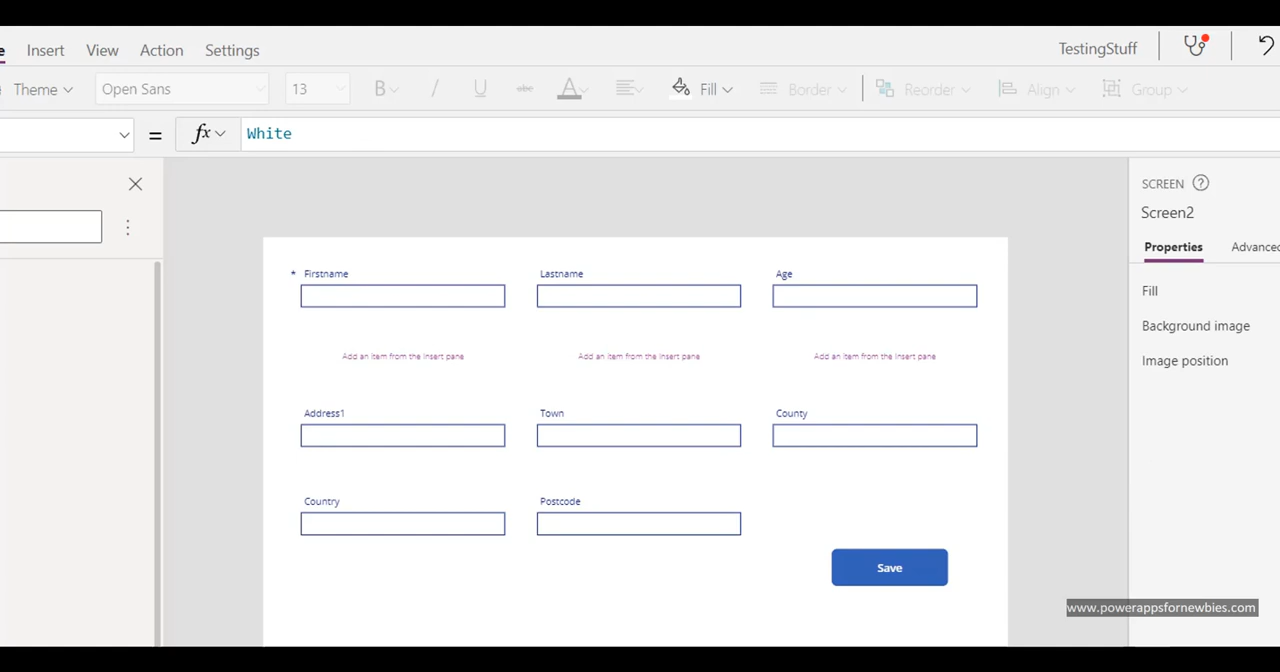 Insert View Action Settings TestingStuff
Theme Open Sans 13 B / U abc A Fill Border Reorder Align Group
= fx White
SCREEN ?
Screen2
Properties Advanced
Fill
Background image
Image position
* Firstname Lastname Age
Add an item from the Insert pane Add an item from the Insert pane Add an item from the Insert pane
Address1 Town County
Country Postcode
Save
www.powerappsfornewbies.com